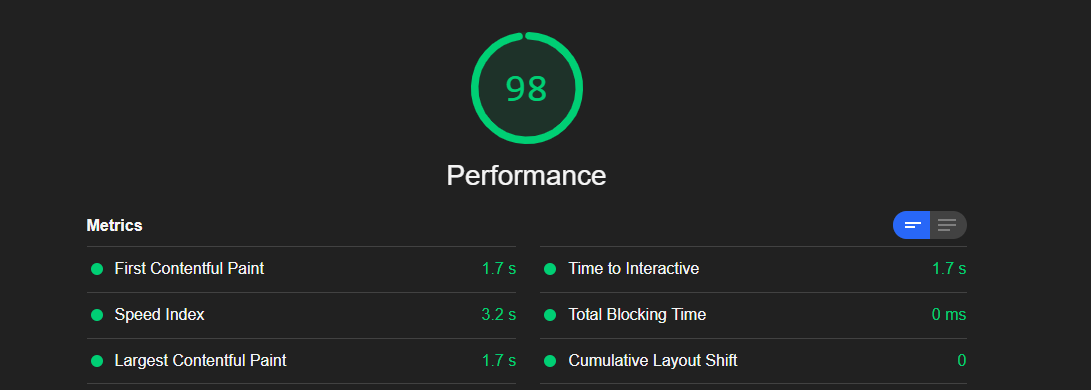 98
Performance
Metrics
First Contentful Paint 1.7 s
Time to Interactive 1.7 s
Speed Index 3.2 s
Total Blocking Time 0 ms
Largest Contentful Paint 1.7 s
Cumulative Layout Shift 0